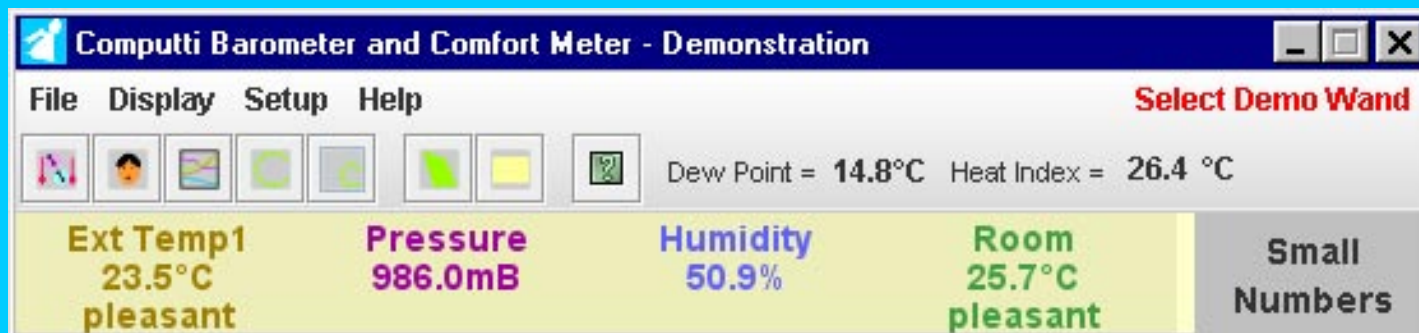 Computti Barometer and Comfort Meter - Demonstration
File Display Setup Help Select Demo Wand
Dew Point = 14.8°C Heat Index = 26.4 °C
Ext Temp1 Pressure Humidity Room
23.5°C 986.0mB 50.9% 25.7°C
pleasant pleasant
Small
Numbers